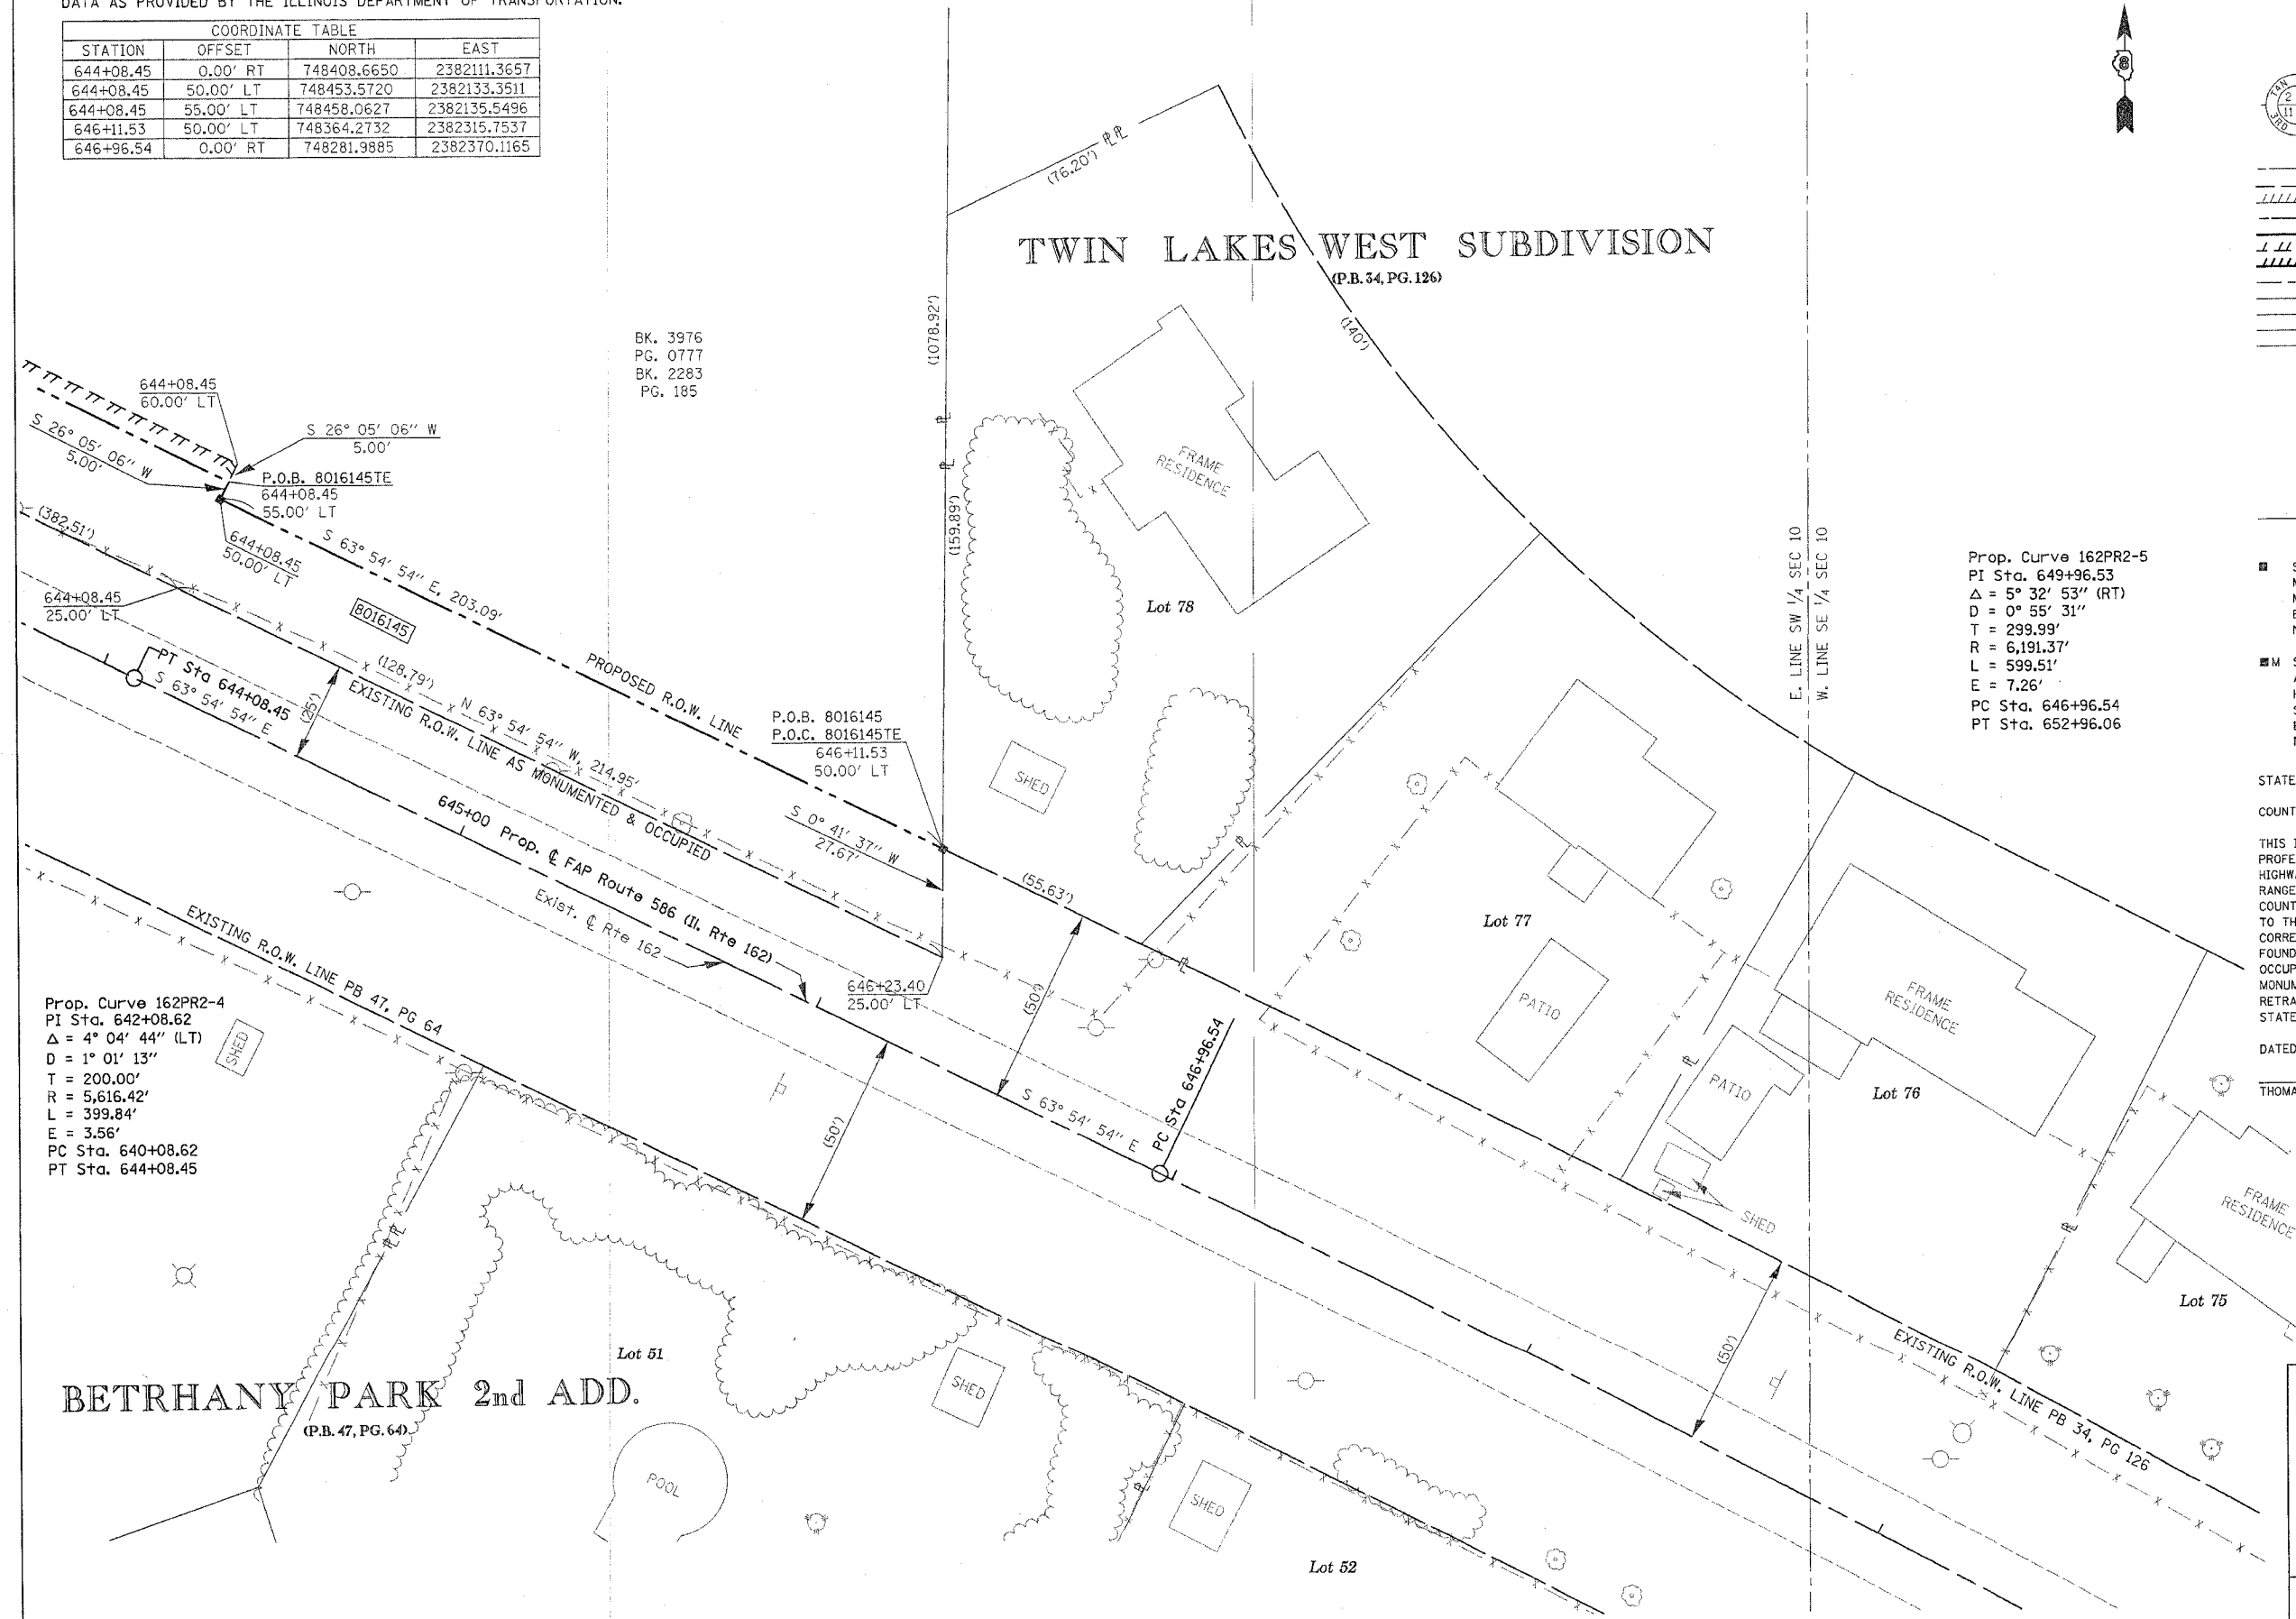 DATA AS PROVIDED BY THE ILLINOIS DEPARTMENT OF TRANSPORTATION.
COORDINATE TABLE
STATION OFFSET NORTH EAST
644+08.45 0.00' RT 748408.6650 2382111.3657
644+08.45 50.00' LT 748453.5720 2382133.3511
644+08.45 55.00' LT 748458.0627 2382135.5496
646+11.53 50.00' LT 748364.2732 2382315.7537
646+96.54 0.00' RT 748281.9885 2382370.1165
8
TWIN LAKES WEST SUBDIVISION
(P.B. 34, PG. 126)
(76.20')
(140')
(1078.92')
(159.89')
BK. 3976
PG. 0777
BK. 2283
PG. 185
644+08.45
60.00' LT
S 26° 05' 06" W
5.00'
S 26° 05' 06" W
5.00'
P.O.B. 8016145TE
644+08.45
55.00' LT
644+08.45
50.00' LT
(382.51')
644+08.45
25.00' LT
S 63° 54' 54" E, 203.09'
8016145
PROPOSED R.O.W. LINE
(128.79')
N 63° 54' 54" W, 214.95'
EXISTING R.O.W. LINE AS MONUMENTED & OCCUPIED
PT Sta 644+08.45
S 63° 54' 54" E
(25')
645+00 Prop. ℄ FAP Route 586 (Il. Rte 162)
Exist. ℄ Rte 162
P.O.B. 8016145
P.O.C. 8016145TE
646+11.53
50.00' LT
S 0° 41' 37" W
27.67'
646+23.40
25.00' LT
(55.63')
(50')
(50')
(50')
S 63° 54' 54" E
PC Sta 646+96.54
FRAME
RESIDENCE
Lot 78
SHED
Lot 77
PATIO
E. LINE SW 1/4 SEC 10
W. LINE SE 1/4 SEC 10
FRAME
RESIDENCE
PATIO
Lot 76
SHED
FRAME
RESIDENCE
Lot 75
EXISTING R.O.W. LINE PB 34, PG 126
Prop. Curve 162PR2-5
PI Sta. 649+96.53
Δ = 5° 32' 53" (RT)
D = 0° 55' 31"
T = 299.99'
R = 6,191.37'
L = 599.51'
E = 7.26'
PC Sta. 646+96.54
PT Sta. 652+96.06
EXISTING R.O.W. LINE PB 47, PG 64
Prop. Curve 162PR2-4
PI Sta. 642+08.62
Δ = 4° 04' 44" (LT)
D = 1° 01' 13"
T = 200.00'
R = 5,616.42'
L = 399.84'
E = 3.56'
PC Sta. 640+08.62
PT Sta. 644+08.45
SHED
Lot 51
BETRHANY PARK 2nd ADD.
(P.B. 47, PG. 64)
POOL
SHED
SHED
Lot 52
STATE
COUNT
THIS
PROFE
HIGHW
RANGE
COUNT
TO TH
CORRE
FOUND
OCCUP
MONUM
RETRA
STATE
DATED
THOMA